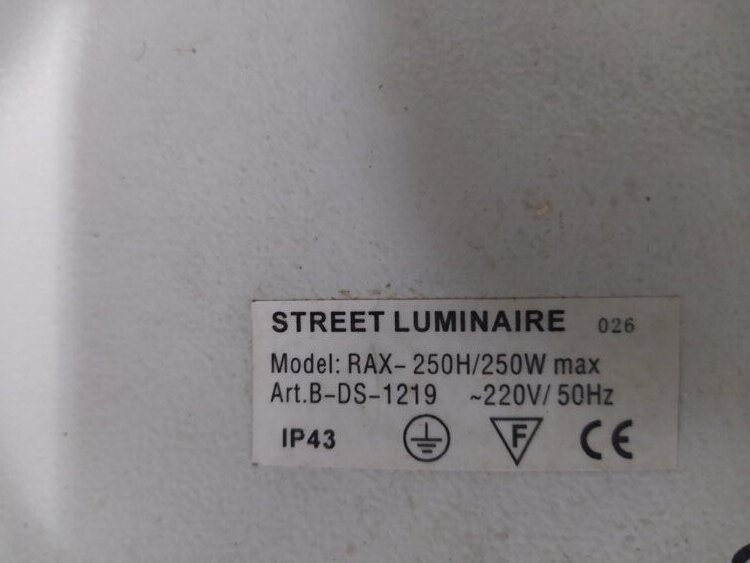 STREET LUMINAIRE 026
Model: RAX-250H/250W max
Art.B-DS-1219 ~220V/ 50Hz
IP43 F CE